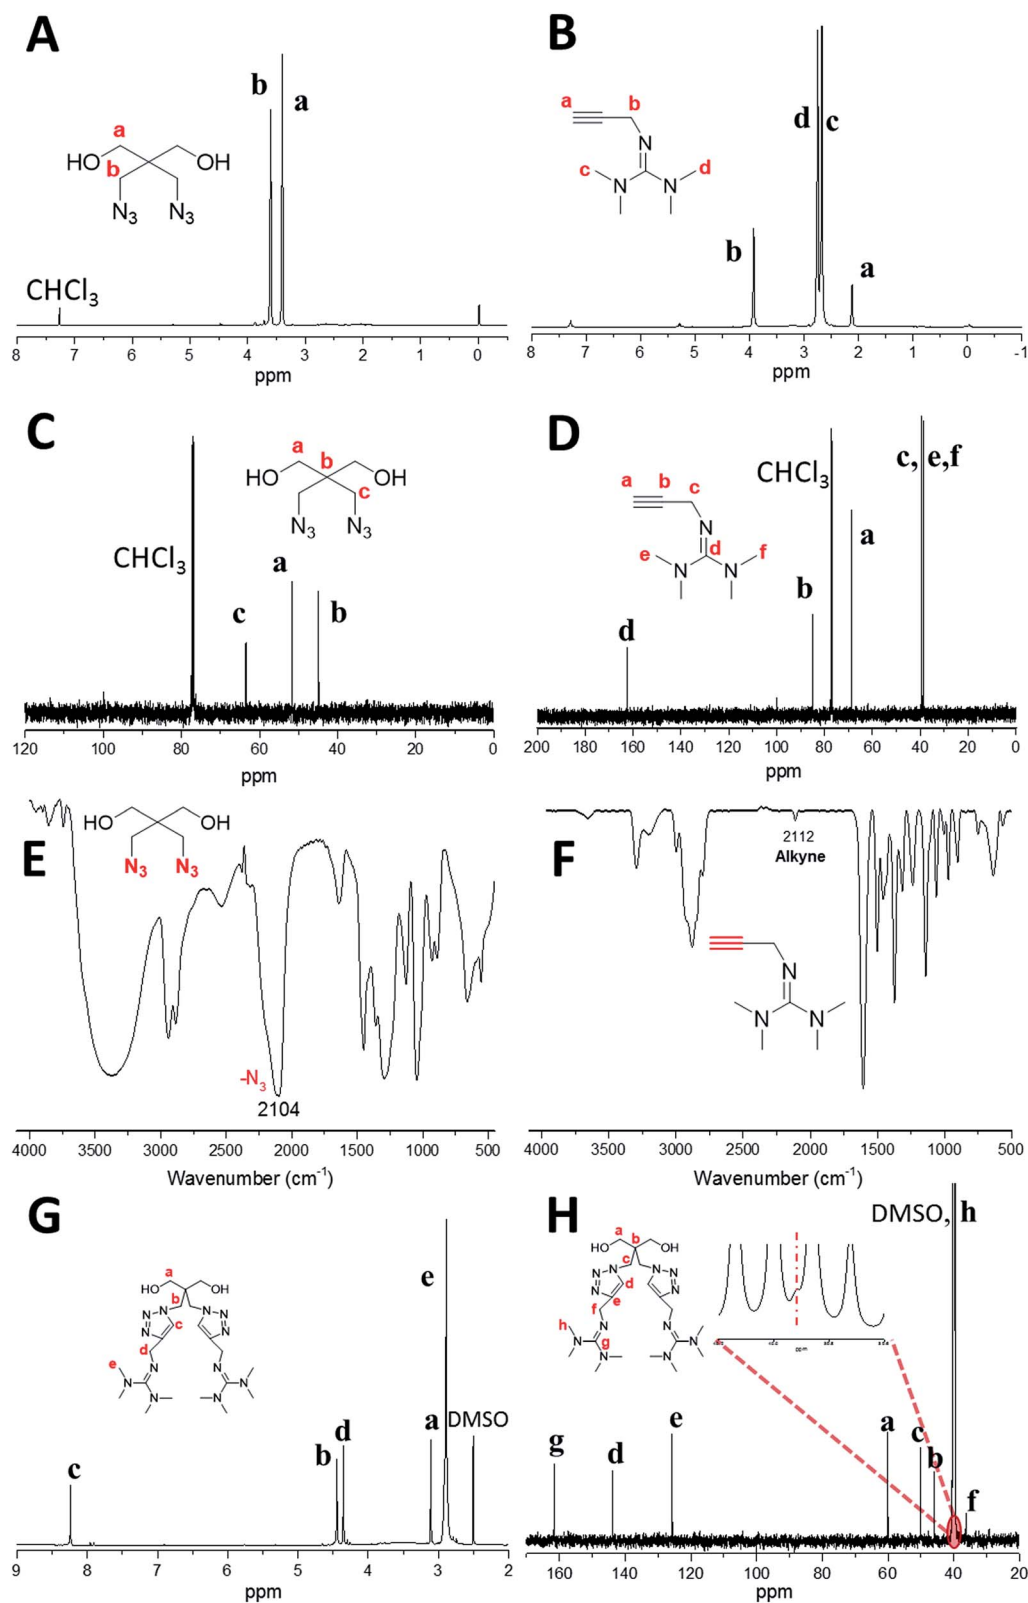 A
b
a
a
HO
OH
b
N3
N3
CHCl3
8 7 6 5 4 3 2 1 0
ppm
B
d
c
a
b
N
c
d
N
N
b
a
8 7 6 5 4 3 2 1 0 -1
ppm
C
a
b
HO
OH
c
N3
N3
CHCl3
a
c
b
120 100 80 60 40 20 0
ppm
D
c, e,f
CHCl3
a
b
c
N
e
d
f
N
N
a
b
d
200 180 160 140 120 100 80 60 40 20 0
ppm
E
HO
OH
N3
N3
-N3
2104
4000 3500 3000 2500 2000 1500 1000 500
Wavenumber (cm-1)
F
2112
Alkyne
N
N
N
4000 3500 3000 2500 2000 1500 1000 500
Wavenumber (cm-1)
G
e
a
HO
OH
b
N
N
N
N
N
N
c
d
e
N
N
N
N
N
N
c
b
d
a
DMSO
9 8 7 6 5 4 3 2
ppm
H
DMSO, h
a
b
HO
OH
c
N
N
N
N
N
N
d
e
f
h
N
N
N
g
N
N
N
ppm
g
d
e
a
c
b
f
160 140 120 100 80 60 40 20
ppm